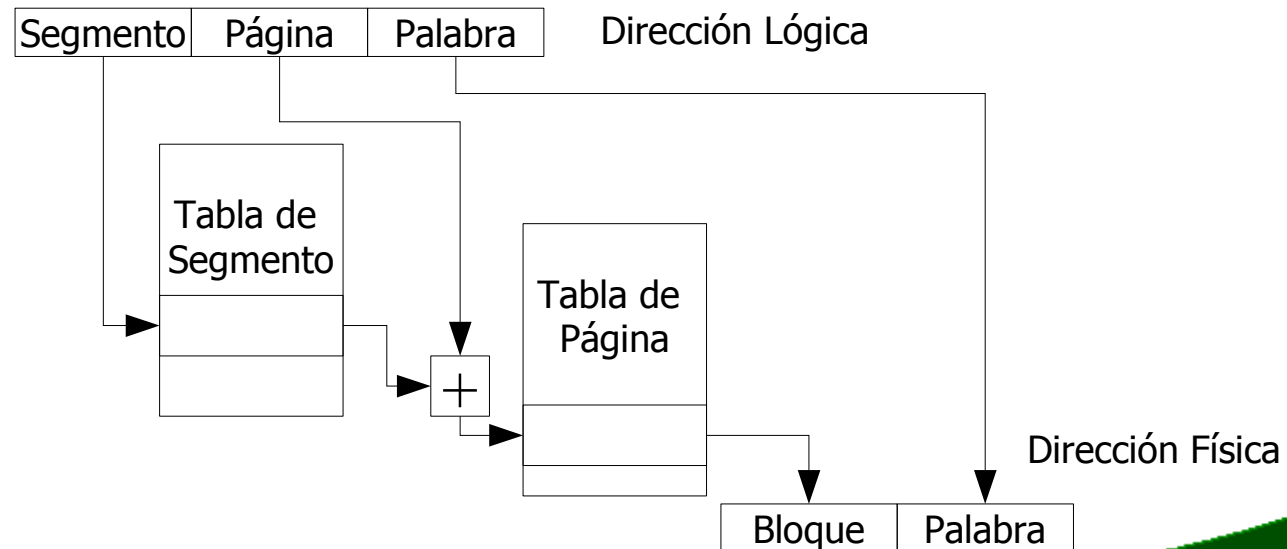 Segmento Página Palabra Dirección Lógica
Tabla de
Segmento
Tabla de
Página
+
Dirección Física
Bloque Palabra